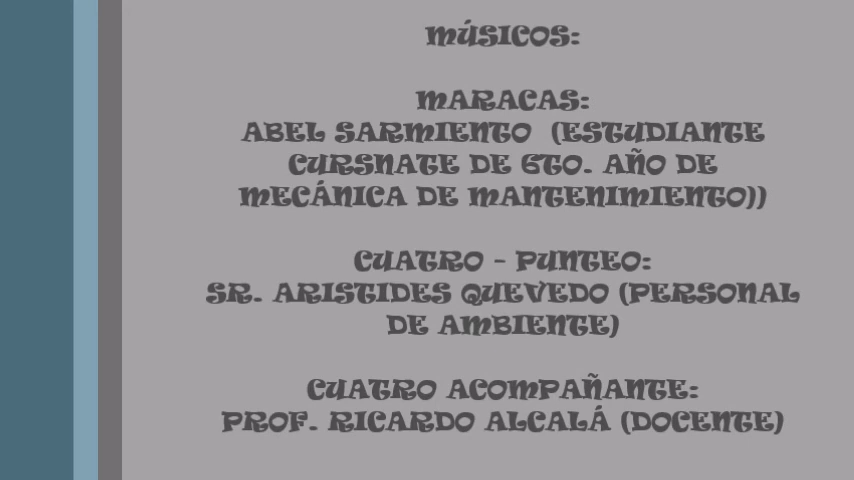 MÚSICOS:
MARACAS:
ABEL SARMIENTO (ESTUDIANTE
CURSNATE DE 6TO. AÑO DE
MECÁNICA DE MANTENIMIENTO))
CUATRO - PUNTEO:
SR. ARISTIDES QUEVEDO (PERSONAL
DE AMBIENTE)
CUATRO ACOMPAÑANTE:
PROF. RICARDO ALCALÁ (DOCENTE)